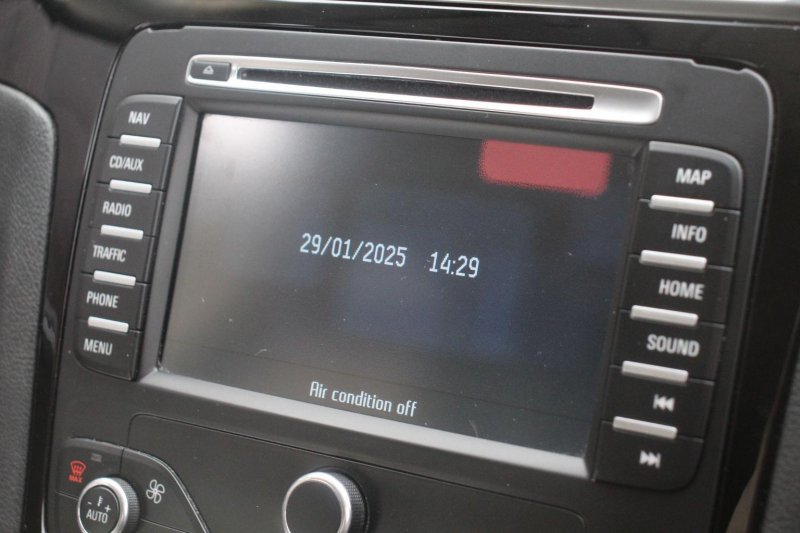 NAV
CD/AUX
RADIO
TRAFFIC
PHONE
MENU
29/01/2025 14:29
Air condition off
MAP
INFO
HOME
SOUND
MAX
- +
AUTO